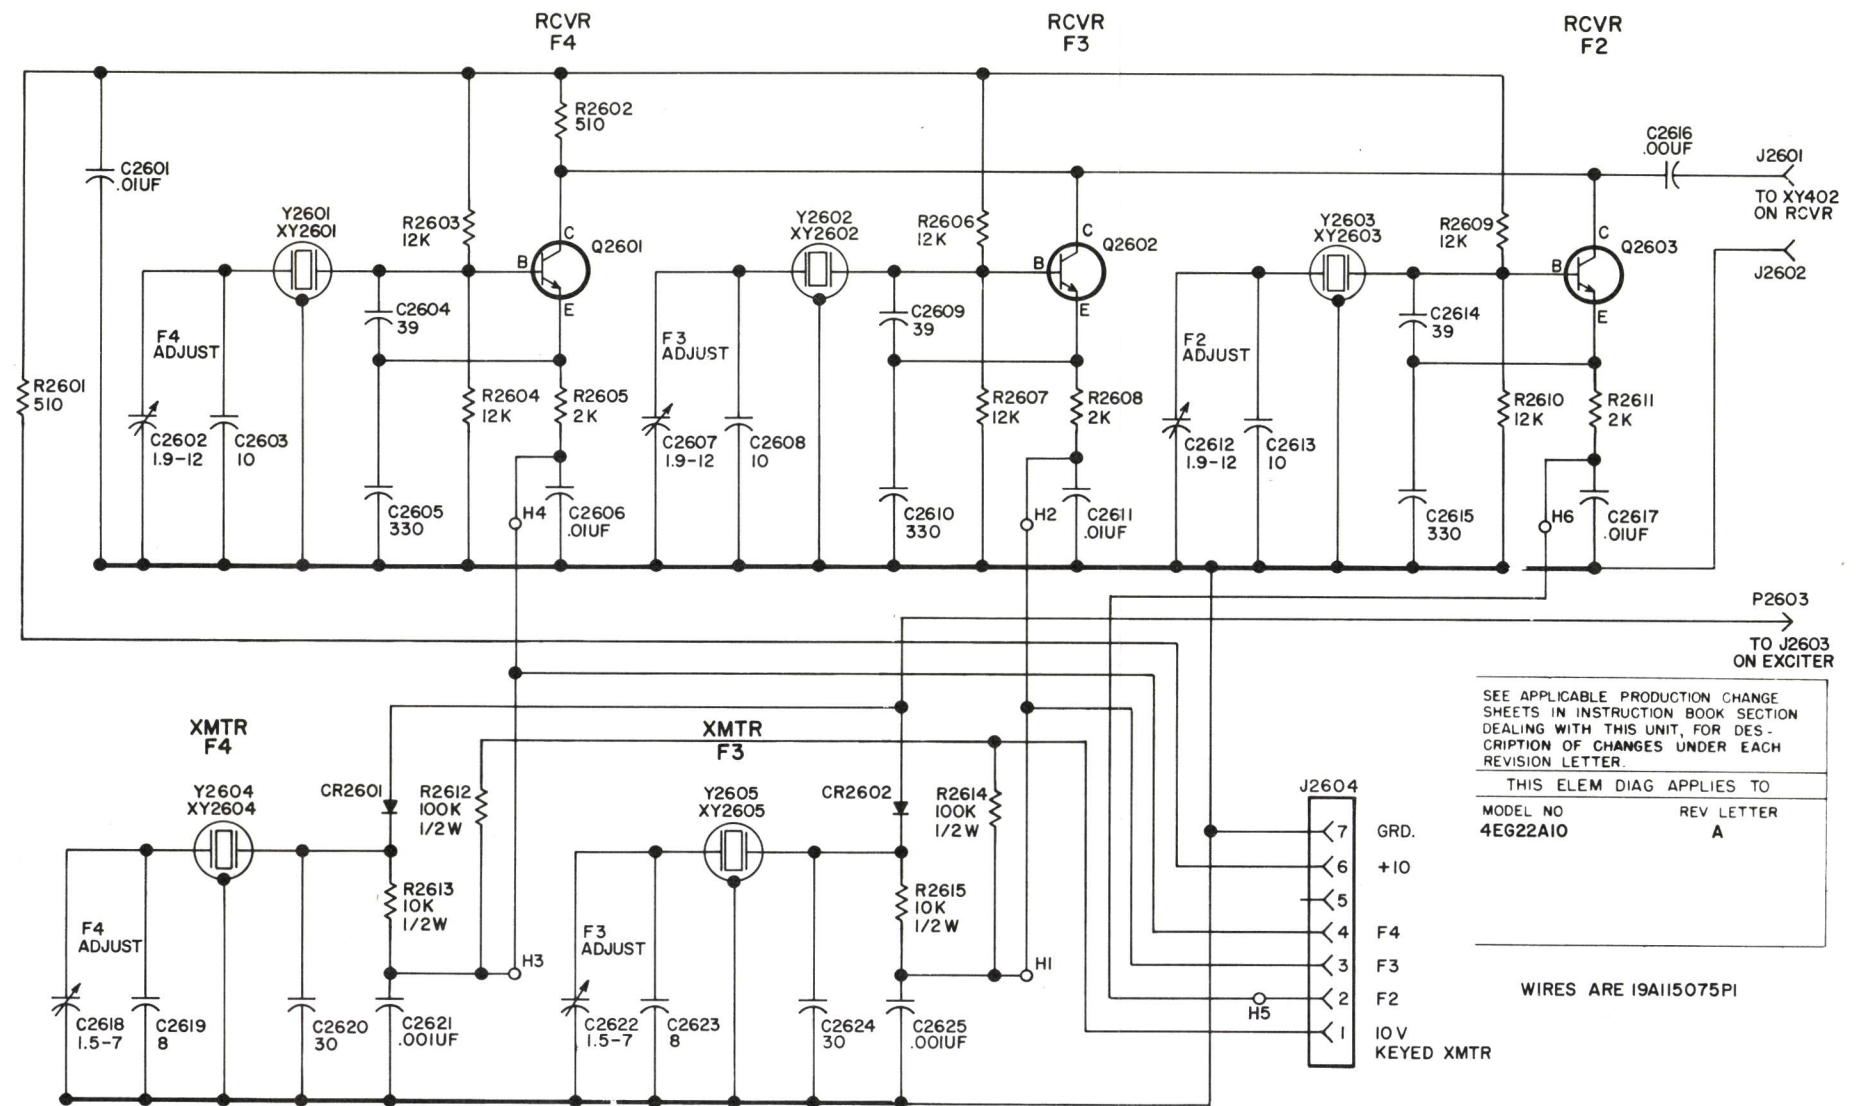 RCVR
F4
RCVR
F3
RCVR
F2
R2602
510
C2601
.01UF
C2616
.00UF
J2601
TO XY402
ON RCVR
J2602
Y2601
XY2601
R2603
12K
C
B
E
Q2601
Y2602
XY2602
R2606
12K
C
B
E
Q2602
Y2603
XY2603
R2609
12K
C
B
E
Q2603
R2601
510
F4
ADJUST
C2602
1.9-12
C2603
10
C2604
39
R2604
12K
R2605
2K
C2605
330
H4
C2606
.01UF
F3
ADJUST
C2607
1.9-12
C2608
10
C2609
39
R2607
12K
R2608
2K
C2610
330
H2
C2611
.01UF
F2
ADJUST
C2612
1.9-12
C2613
10
C2614
39
R2610
12K
R2611
2K
C2615
330
H6
C2617
.01UF
P2603
TO J2603
ON EXCITER
XMTR
F4
XMTR
F3
Y2604
XY2604
CR2601
R2612
100K
1/2W
Y2605
XY2605
CR2602
R2614
100K
1/2W
F4
ADJUST
R2613
10K
1/2W
H3
F3
ADJUST
R2615
10K
1/2W
H1
C2618
1.5-7
C2619
8
C2620
30
C2621
.001UF
C2622
1.5-7
C2623
8
C2624
30
C2625
.001UF
H5
J2604
7 GRD.
6 +10
5
4 F4
3 F3
2 F2
1 10V
KEYED XMTR
SEE APPLICABLE PRODUCTION CHANGE
SHEETS IN INSTRUCTION BOOK SECTION
DEALING WITH THIS UNIT, FOR DES-
CRIPTION OF CHANGES UNDER EACH
REVISION LETTER.
THIS ELEM DIAG APPLIES TO
MODEL NO REV LETTER
4EG22A10 A
WIRES ARE 19A115075P1